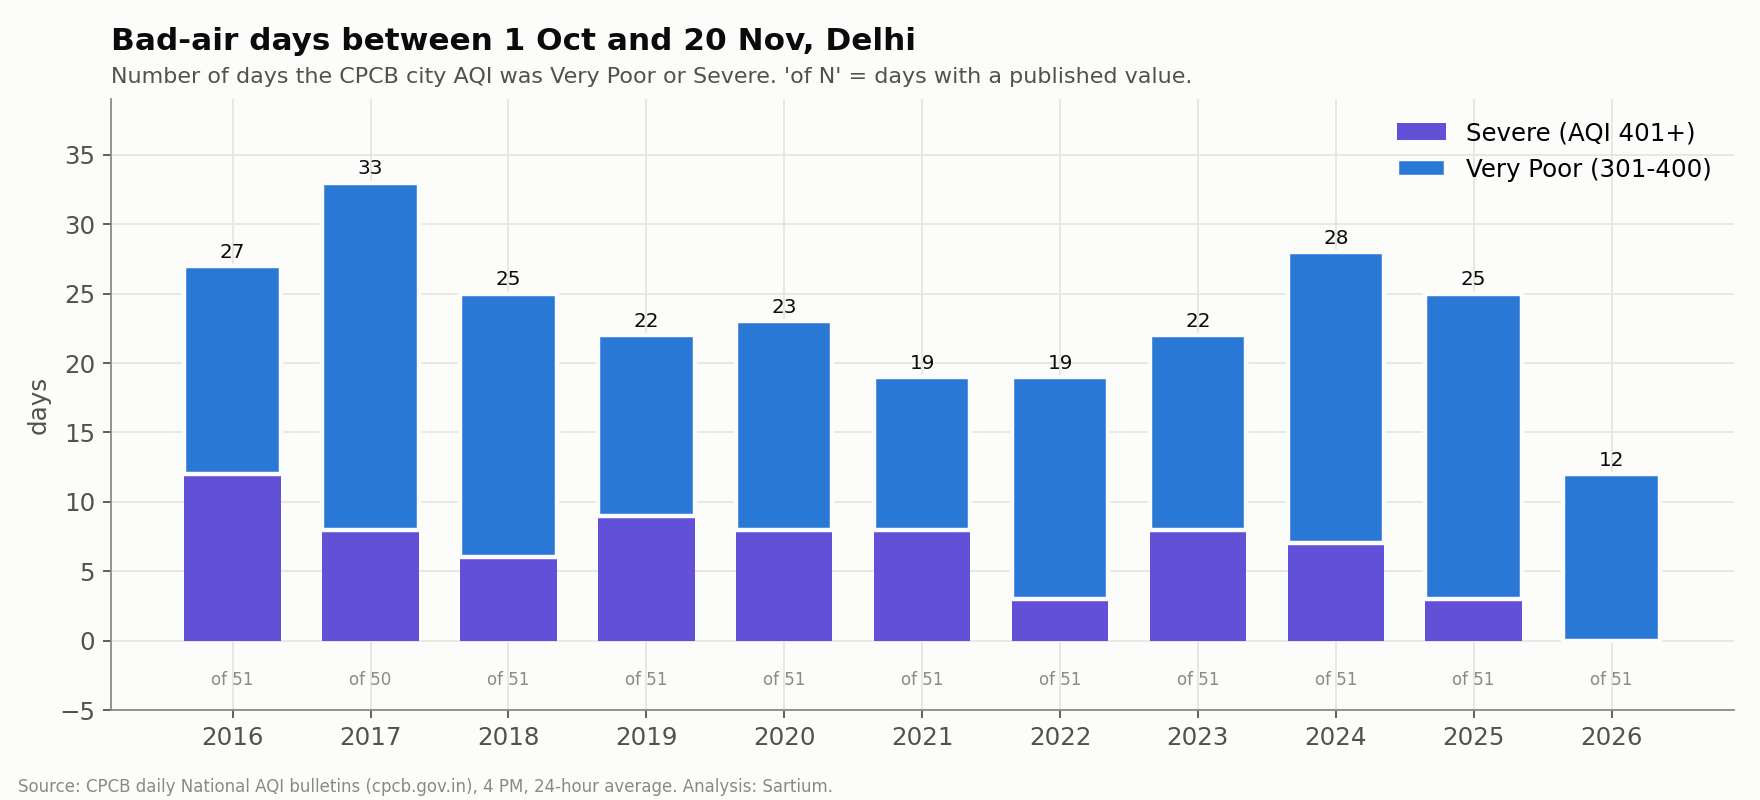 Bad-air days between 1 Oct and 20 Nov, Delhi
Number of days the CPCB city AQI was Very Poor or Severe. 'of N' = days with a published value.
Severe (AQI 401+)
Very Poor (301-400)
days
35
30
25
20
15
10
5
0
−5
27
33
25
22
23
19
19
22
28
25
12
of 51
of 50
of 51
of 51
of 51
of 51
of 51
of 51
of 51
of 51
of 51
2016
2017
2018
2019
2020
2021
2022
2023
2024
2025
2026
Source: CPCB daily National AQI bulletins (cpcb.gov.in), 4 PM, 24-hour average. Analysis: Sartium.